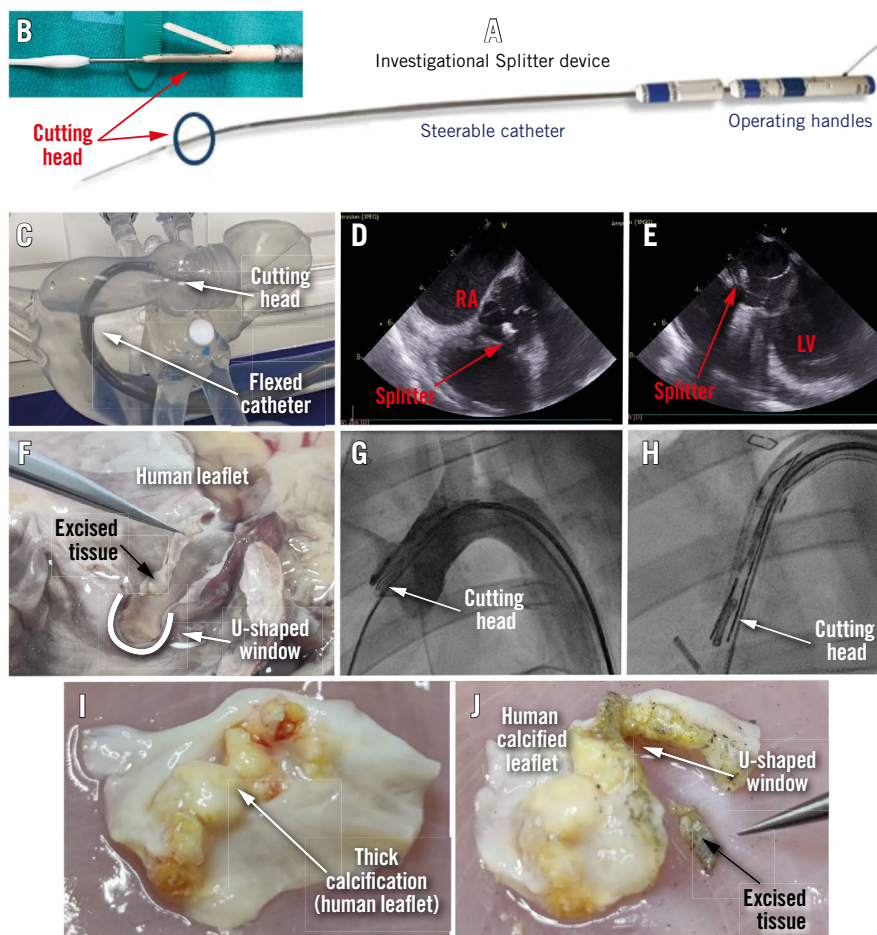 A
B
Investigational Splitter device
Cutting
head
Steerable catheter
Operating handles
C
Cutting
head
Flexed
catheter
D
RA
Splitter
E
LV
Splitter
F
Human leaflet
Excised
tissue
U-shaped
window
G
Cutting
head
H
Cutting
head
I
Thick
calcification
(human leaflet)
J
Human
calcified
leaflet
U-shaped
window
Excised
tissue